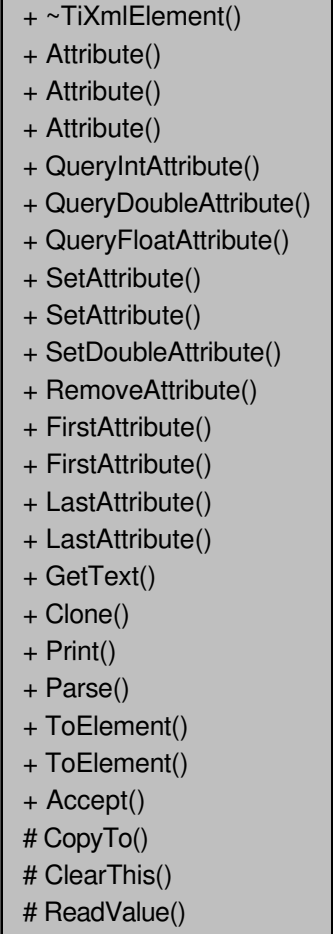 + ~TiXmlElement()
+ Attribute()
+ Attribute()
+ Attribute()
+ QueryIntAttribute()
+ QueryDoubleAttribute()
+ QueryFloatAttribute()
+ SetAttribute()
+ SetAttribute()
+ SetDoubleAttribute()
+ RemoveAttribute()
+ FirstAttribute()
+ FirstAttribute()
+ LastAttribute()
+ LastAttribute()
+ GetText()
+ Clone()
+ Print()
+ Parse()
+ ToElement()
+ ToElement()
+ Accept()
# CopyTo()
# ClearThis()
# ReadValue()